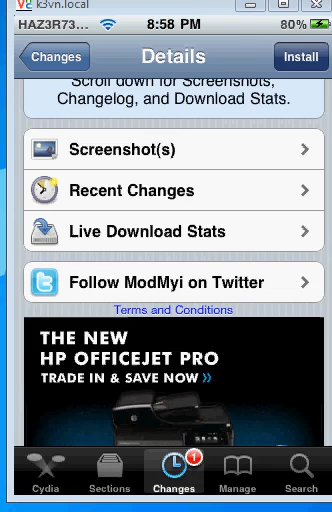 V2 k3vn.local
HAZ3R73... 8:58 PM 80%
Changes Details Install
Scroll down for Screenshots,
Changelog, and Download Stats.
Screenshot(s)
Recent Changes
Live Download Stats
Follow ModMyi on Twitter
Terms and Conditions
THE NEW
HP OFFICEJET PRO
TRADE IN & SAVE NOW »
1
Cydia Sections Changes Manage Search